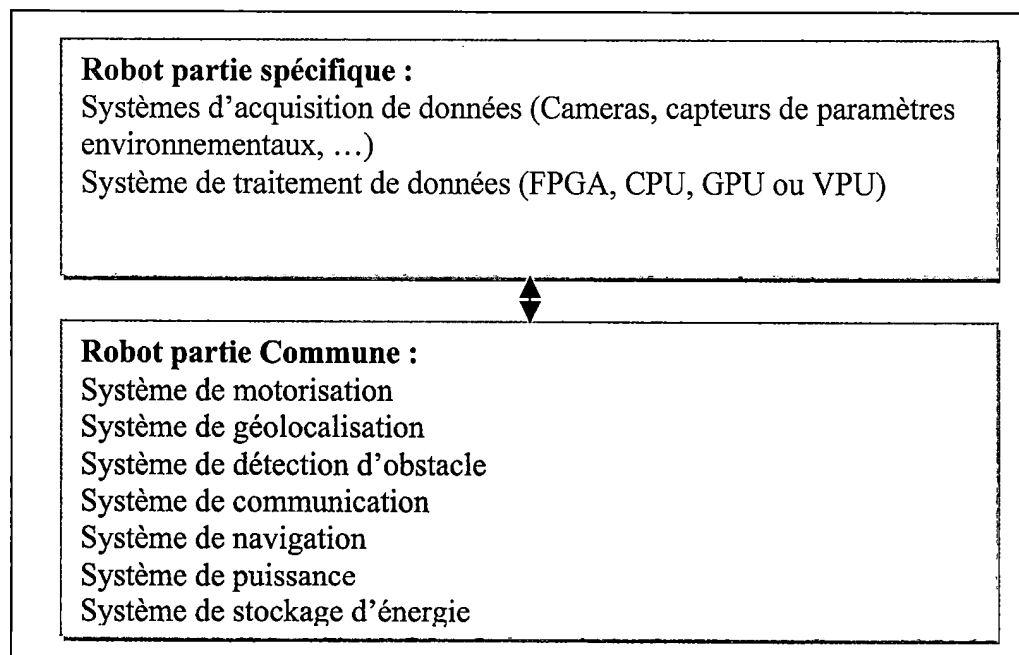 Robot partie spécifique :
Systèmes d'acquisition de données (Cameras, capteurs de paramètres
environnementaux, …)
Système de traitement de données (FPGA, CPU, GPU ou VPU)
Robot partie Commune :
Système de motorisation
Système de géolocalisation
Système de détection d'obstacle
Système de communication
Système de navigation
Système de puissance
Système de stockage d'énergie